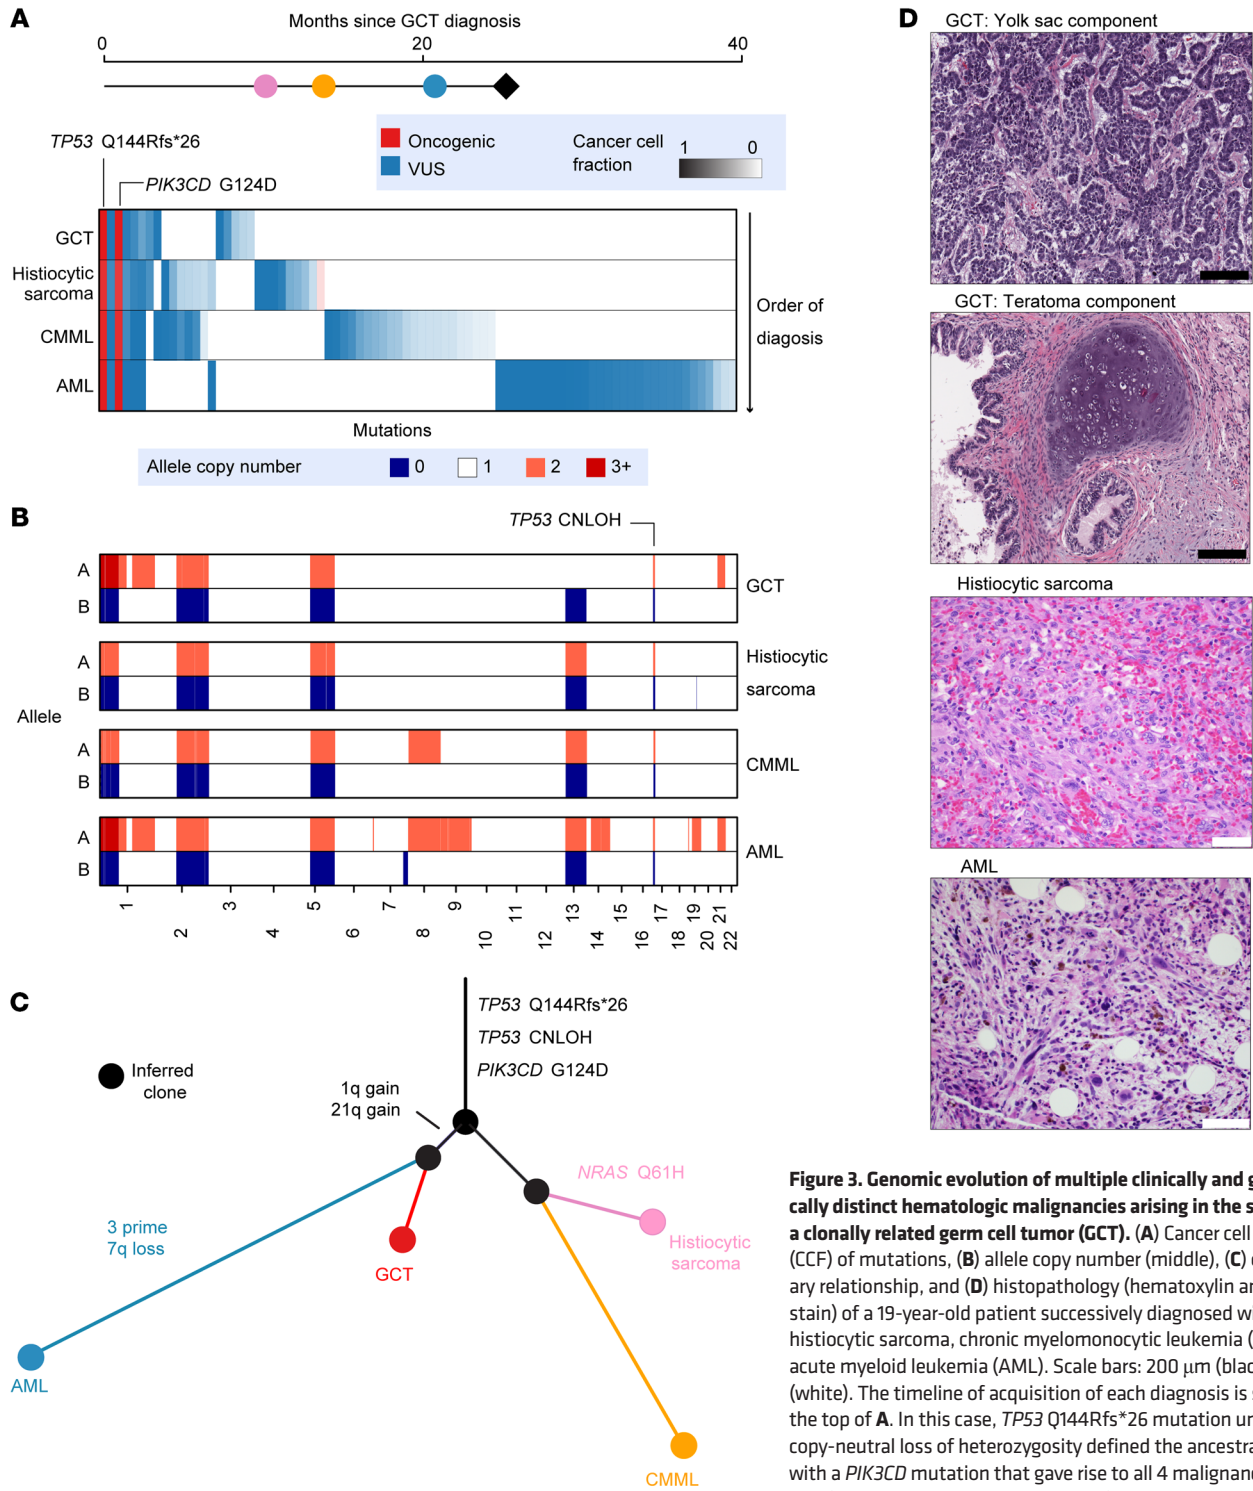 A
Months since GCT diagnosis
0 20 40
TP53 Q144Rfs*26
PIK3CD G124D
Oncogenic
VUS
Cancer cell
fraction
1 0
GCT
Histiocytic
sarcoma
CMML
AML
Order of
diagosis
Mutations
Allele copy number 0 1 2 3+
B
TP53 CNLOH
A
B
GCT
A
B
Histiocytic
sarcoma
Allele
A
B
CMML
A
B
AML
1 2 3 4 5 6 7 8 9 10 11 12 13 14 15 16 17 18 19 20 21 22
C
TP53 Q144Rfs*26
TP53 CNLOH
PIK3CD G124D
Inferred
clone
1q gain
21q gain
NRAS Q61H
3 prime
7q loss
Histiocytic
sarcoma
GCT
AML
CMML
D
GCT: Yolk sac component
GCT: Teratoma component
Histiocytic sarcoma
AML
Figure 3. Genomic evolution of multiple clinically and
cally distinct hematologic malignancies arising in the
a clonally related germ cell tumor (GCT). (A) Cancer cell
(CCF) of mutations, (B) allele copy number (middle), (C)
ary relationship, and (D) histopathology (hematoxylin
stain) of a 19-year-old patient successively diagnosed
histiocytic sarcoma, chronic myelomonocytic leukemia (
acute myeloid leukemia (AML). Scale bars: 200 μm
(white). The timeline of acquisition of each diagnosis is
the top of A. In this case, TP53 Q144Rfs*26 mutation
copy-neutral loss of heterozygosity defined the
with a PIK3CD mutation that gave rise to all 4